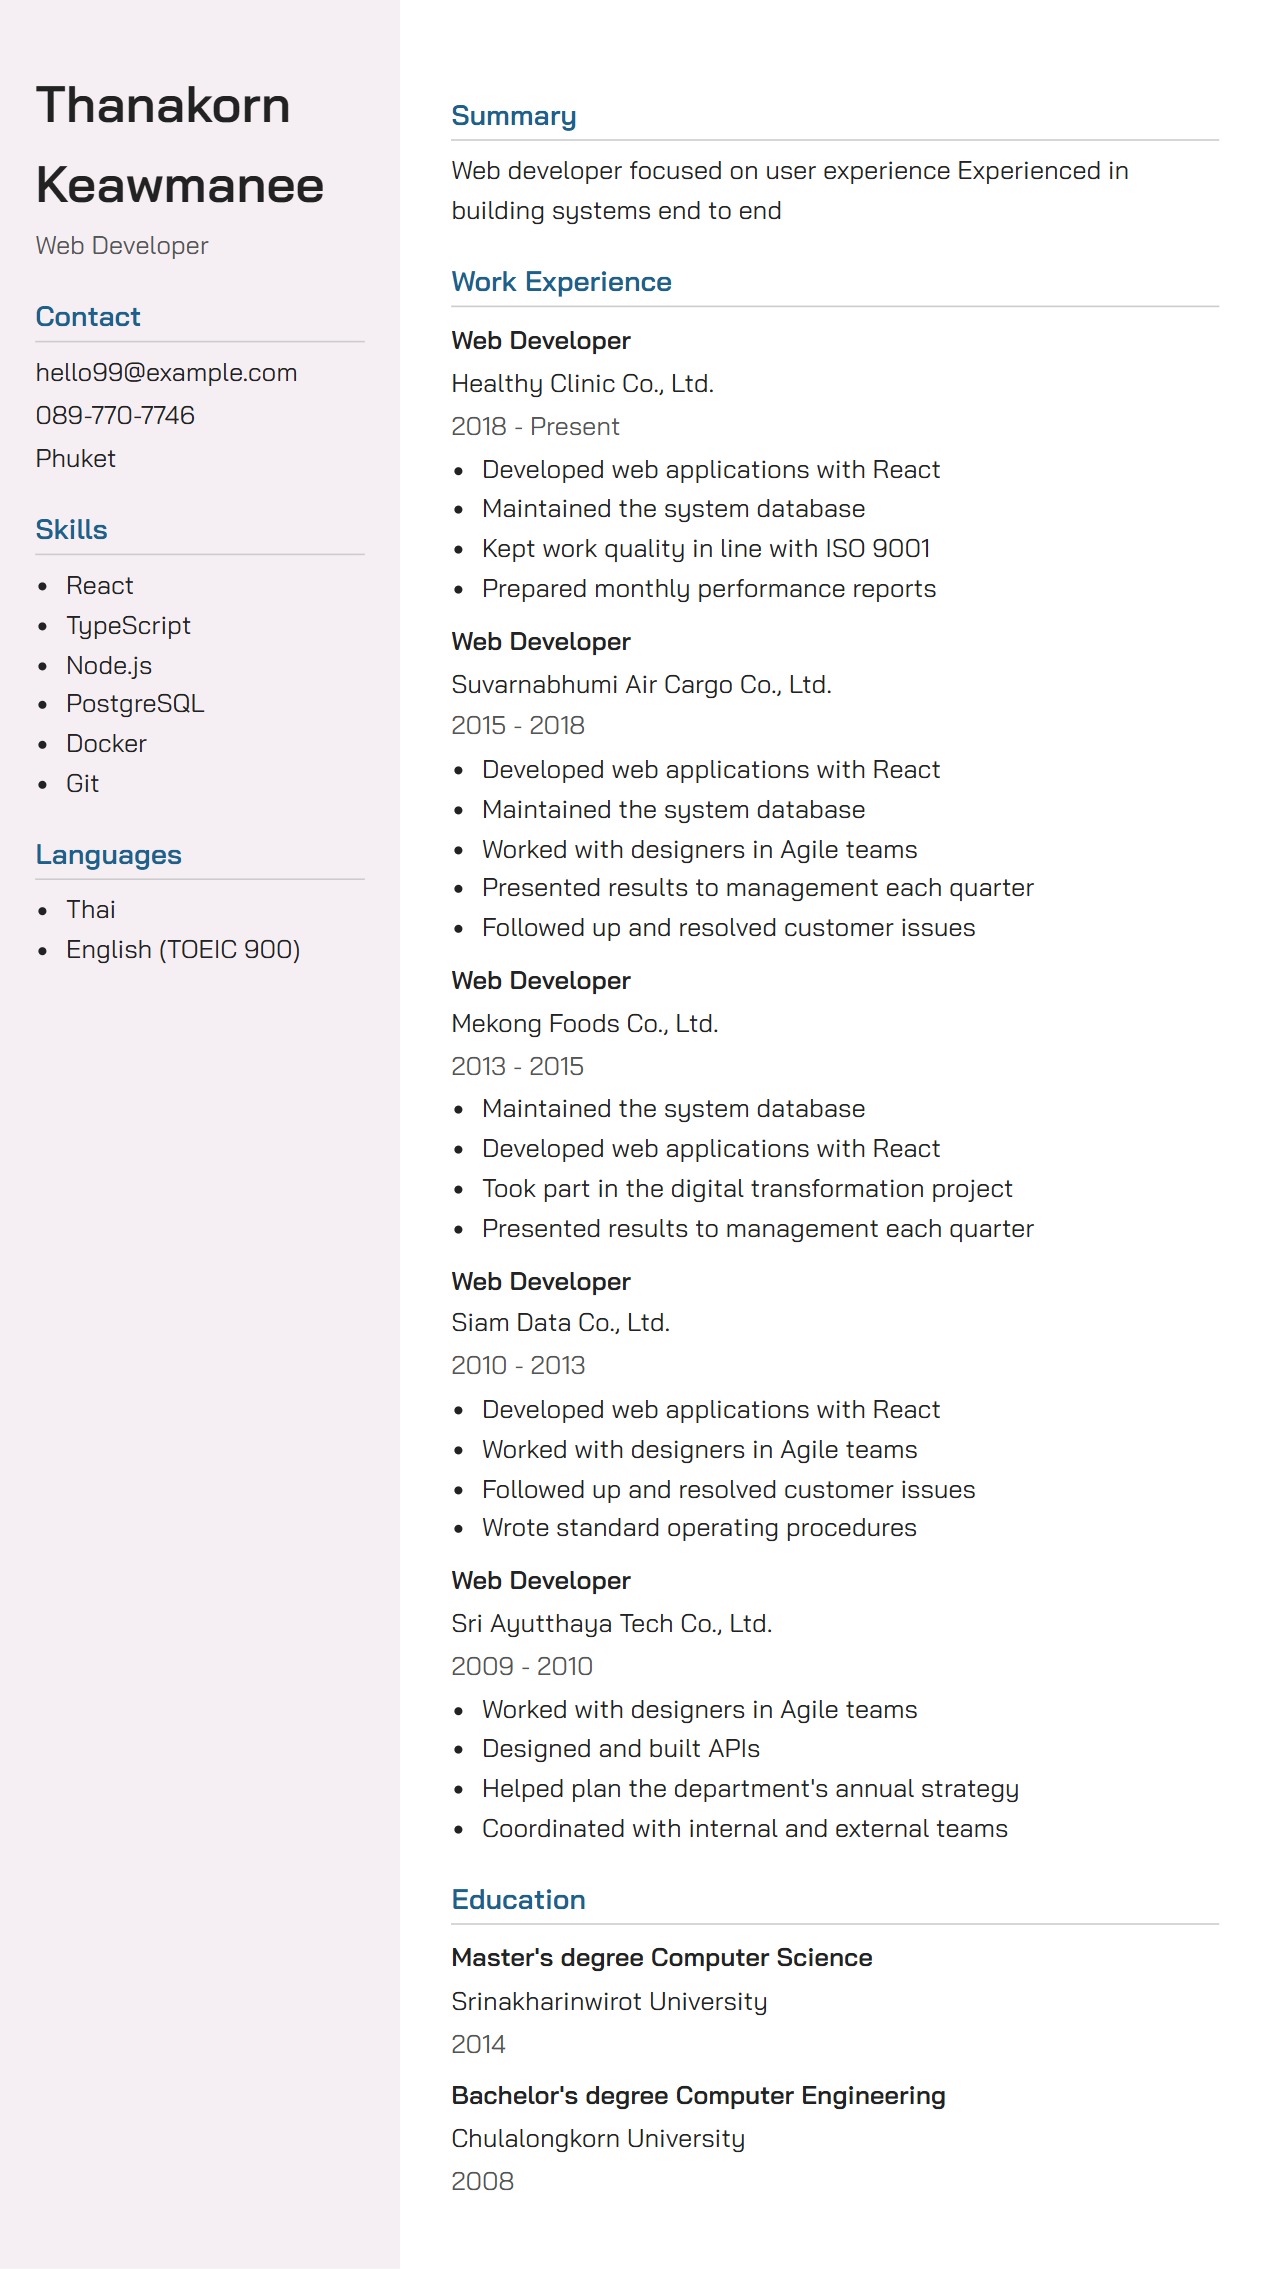 Thanakorn
Keawmanee
Web Developer
Contact
hello99@example.com
089-770-7746
Phuket
Skills
• React
• TypeScript
• Node.js
• PostgreSQL
• Docker
• Git
Languages
• Thai
• English (TOEIC 900)
Summary
Web developer focused on user experience Experienced in
building systems end to end
Work Experience
Web Developer
Healthy Clinic Co., Ltd.
2018 - Present
• Developed web applications with React
• Maintained the system database
• Kept work quality in line with ISO 9001
• Prepared monthly performance reports
Web Developer
Suvarnabhumi Air Cargo Co., Ltd.
2015 - 2018
• Developed web applications with React
• Maintained the system database
• Worked with designers in Agile teams
• Presented results to management each quarter
• Followed up and resolved customer issues
Web Developer
Mekong Foods Co., Ltd.
2013 - 2015
• Maintained the system database
• Developed web applications with React
• Took part in the digital transformation project
• Presented results to management each quarter
Web Developer
Siam Data Co., Ltd.
2010 - 2013
• Developed web applications with React
• Worked with designers in Agile teams
• Followed up and resolved customer issues
• Wrote standard operating procedures
Web Developer
Sri Ayutthaya Tech Co., Ltd.
2009 - 2010
• Worked with designers in Agile teams
• Designed and built APIs
• Helped plan the department's annual strategy
• Coordinated with internal and external teams
Education
Master's degree Computer Science
Srinakharinwirot University
2014
Bachelor's degree Computer Engineering
Chulalongkorn University
2008